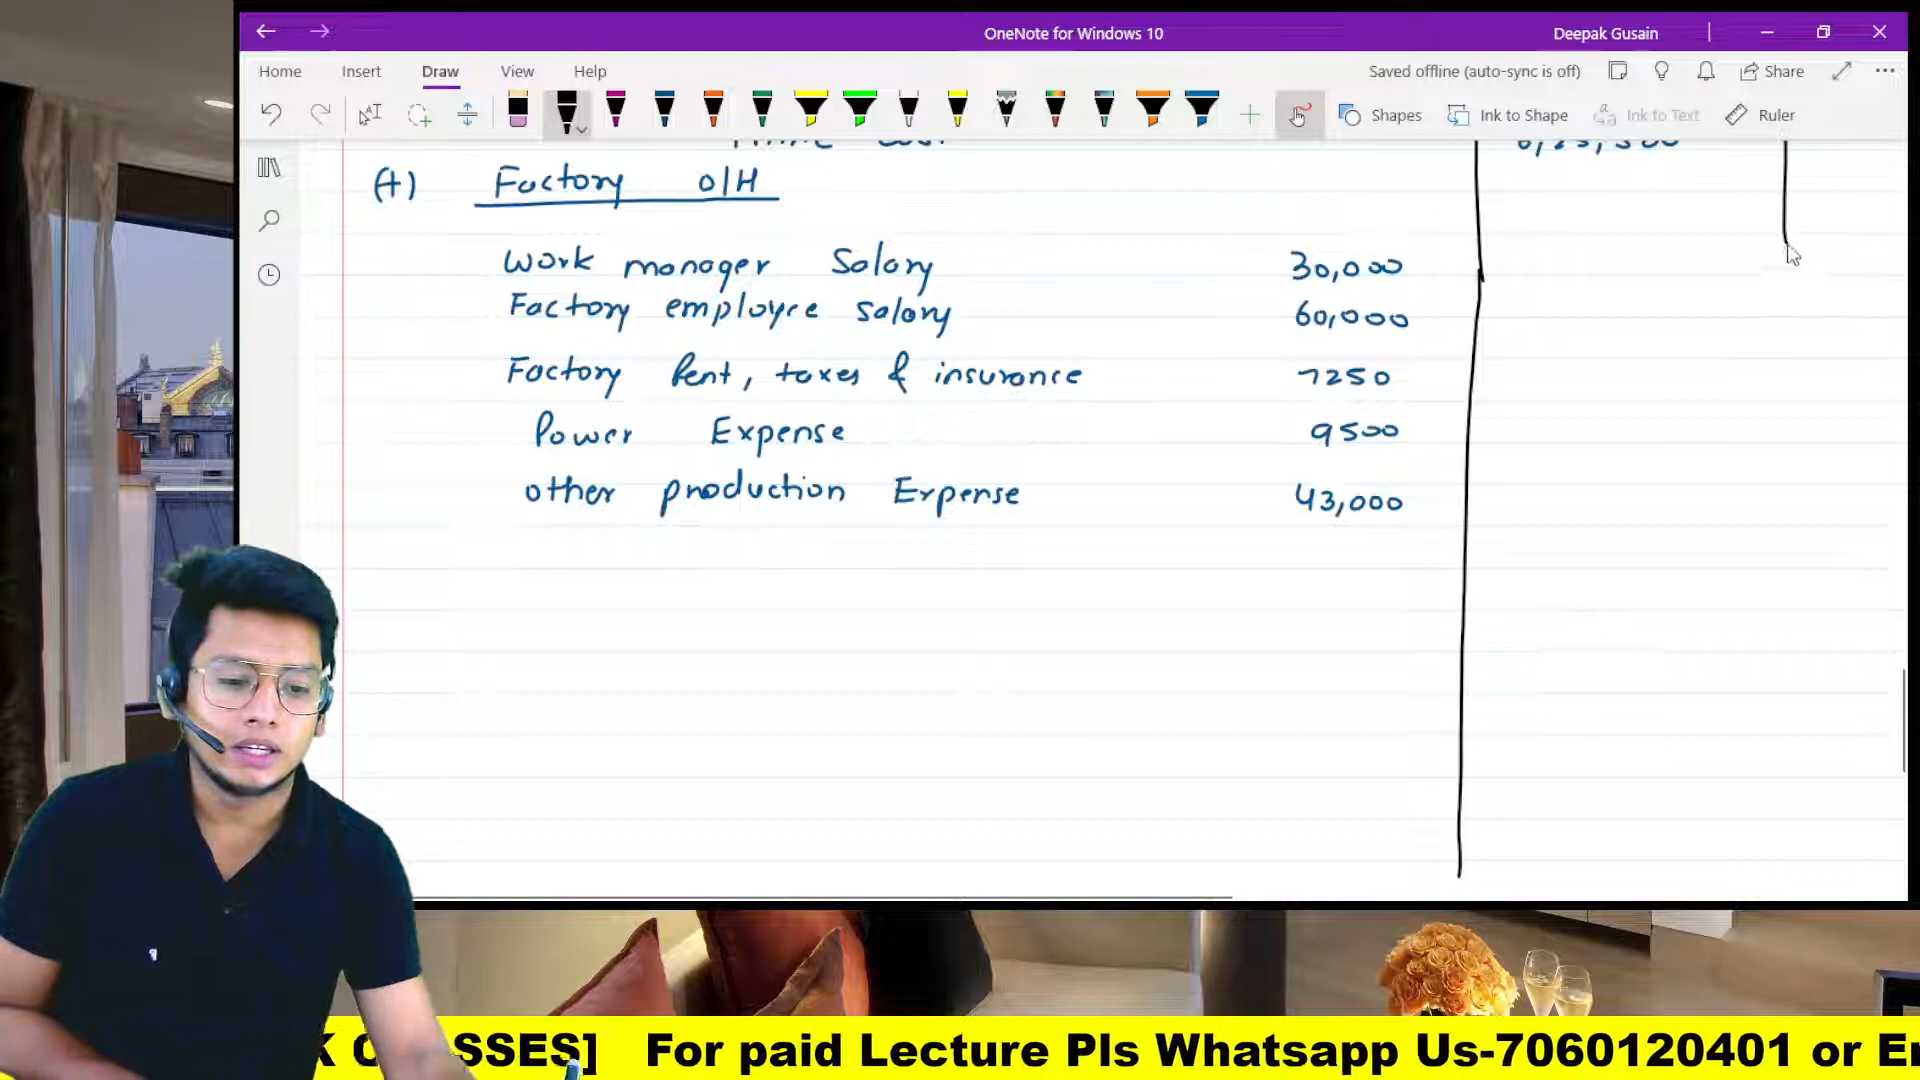 OneNote for Windows 10
Deepak Gusain
Home Insert Draw View Help
Saved offline (auto-sync is off)
Share
Shapes
Ink to Shape
Ink to Text
Ruler
(+) Factory O/H
Work manager Salary 30,000
Factory employee salary 60,000
Factory Rent, taxes & insurance 7250
Power Expense 9500
other production Expense 43,000
SSES] For paid Lecture Pls Whatsapp Us-7060120401 or